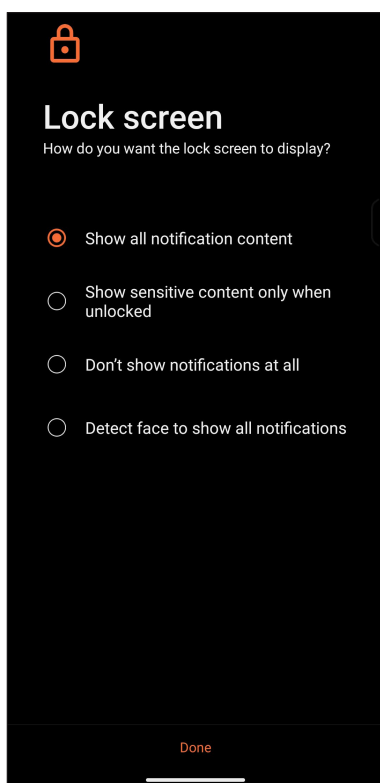 Lock screen
How do you want the lock screen to display?
Show all notification content
Show sensitive content only when
unlocked
Don’t show notifications at all
Detect face to show all notifications
Done